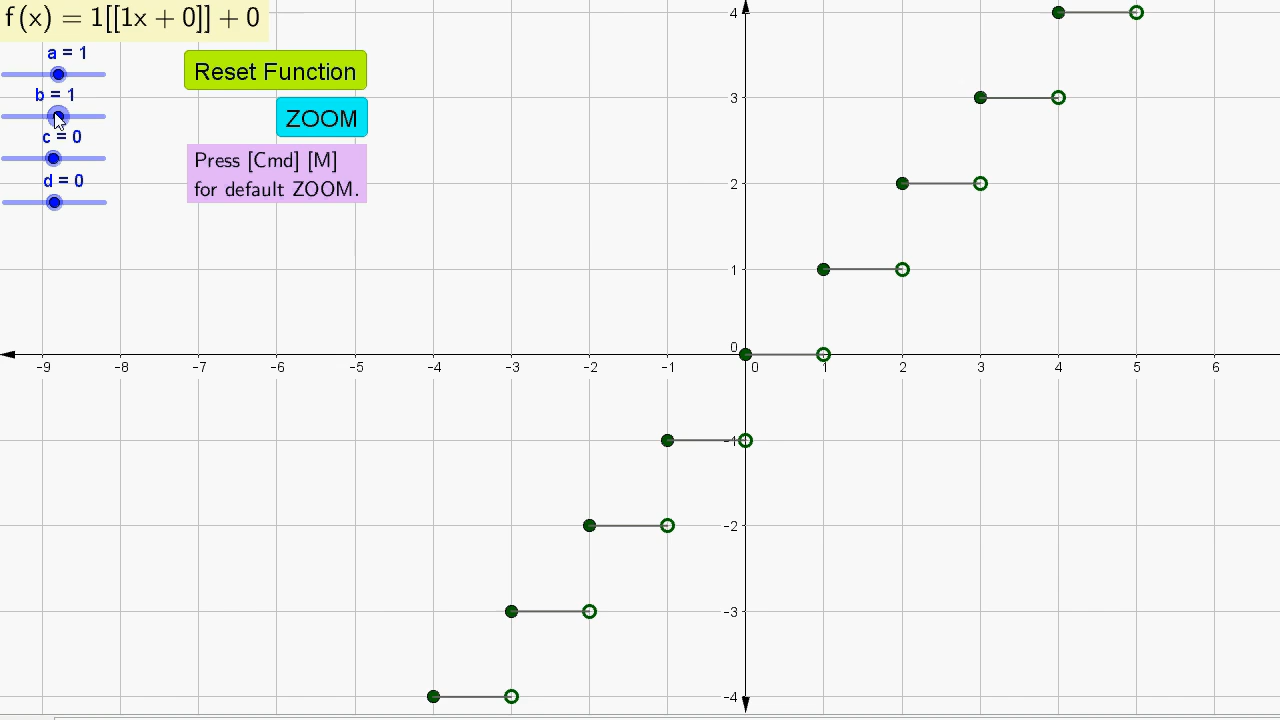 f(x) = 1[[1x + 0]] + 0
a = 1
b = 1
c = 0
d = 0
Reset Function
ZOOM
Press [Cmd] [M]
for default ZOOM.
4
3
2
1
0
-9 -8 -7 -6 -5 -4 -3 -2 -1 0 1 2 3 4 5 6
-1
-2
-3
-4